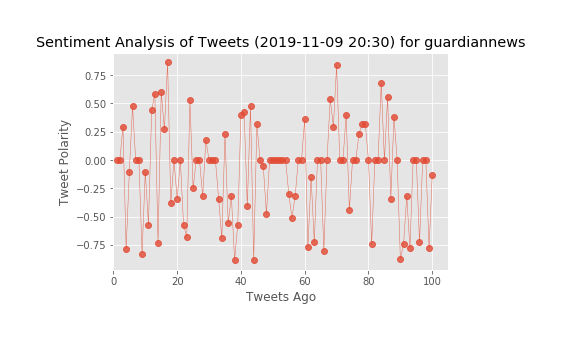 Sentiment Analysis of Tweets (2019-11-09 20:30) for guardiannews
Tweet Polarity
0.75
0.50
0.25
0.00
−0.25
−0.50
−0.75
0 20 40 60 80 100
Tweets Ago